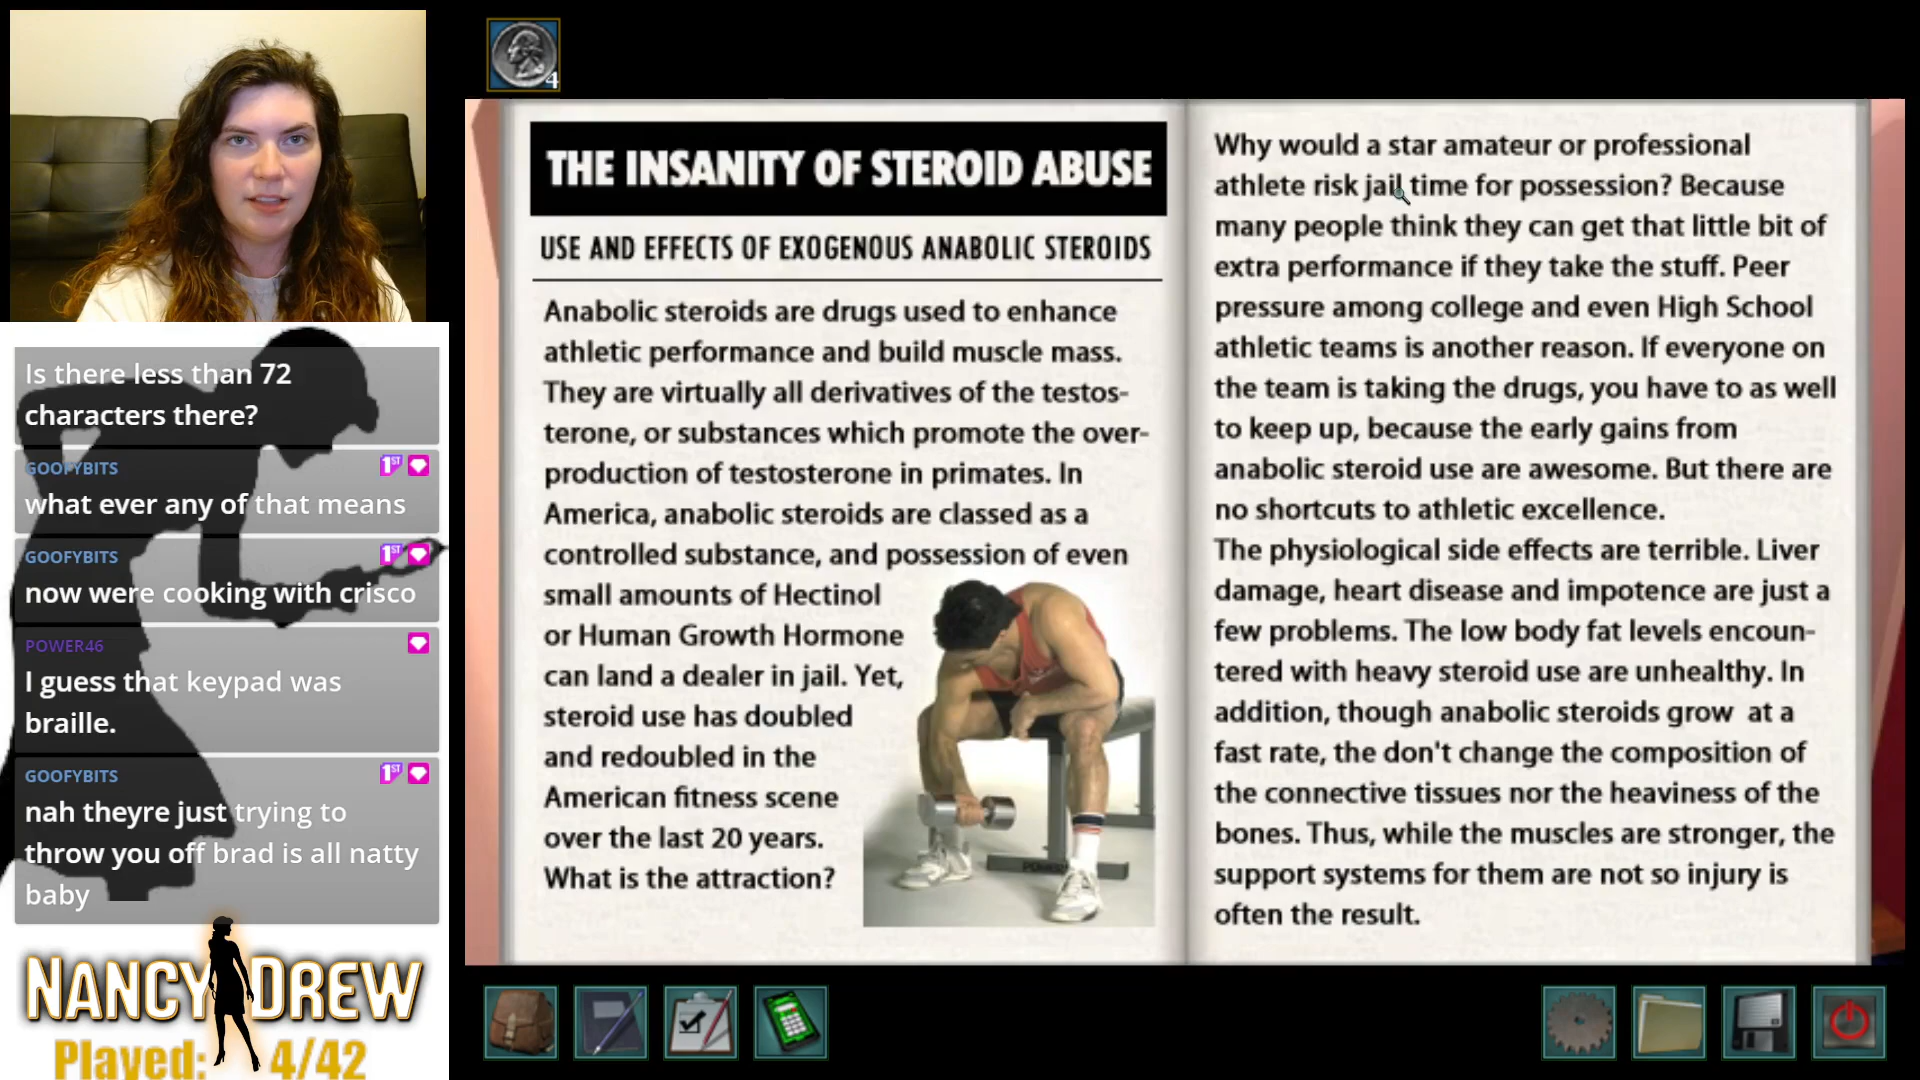 4
THE INSANITY OF STEROID ABUSE
USE AND EFFECTS OF EXOGENOUS ANABOLIC STEROIDS
Anabolic steroids are drugs used to enhance
athletic performance and build muscle mass.
They are virtually all derivatives of the testos-
terone, or substances which promote the over-
production of testosterone in primates. In
America, anabolic steroids are classed as a
controlled substance, and possession of even
small amounts of Hectinol
or Human Growth Hormone
can land a dealer in jail. Yet,
steroid use has doubled
and redoubled in the
American fitness scene
over the last 20 years.
What is the attraction?
Why would a star amateur or professional
athlete risk jail time for possession? Because
many people think they can get that little bit of
extra performance if they take the stuff. Peer
pressure among college and even High School
athletic teams is another reason. If everyone on
the team is taking the drugs, you have to as well
to keep up, because the early gains from
anabolic steroid use are awesome. But there are
no shortcuts to athletic excellence.
The physiological side effects are terrible. Liver
damage, heart disease and impotence are just a
few problems. The low body fat levels encoun-
tered with heavy steroid use are unhealthy. In
addition, though anabolic steroids grow at a
fast rate, the don't change the composition of
the connective tissues nor the heaviness of the
bones. Thus, while the muscles are stronger, the
support systems for them are not so injury is
often the result.
Is there less than 72
characters there?
GOOFYBITS
1ST
what ever any of that means
GOOFYBITS
1ST
now were cooking with crisco
POWER46
I guess that keypad was
braille.
GOOFYBITS
1ST
nah theyre just trying to
throw you off brad is all natty
baby
NANCY DREW
Played: 4/42